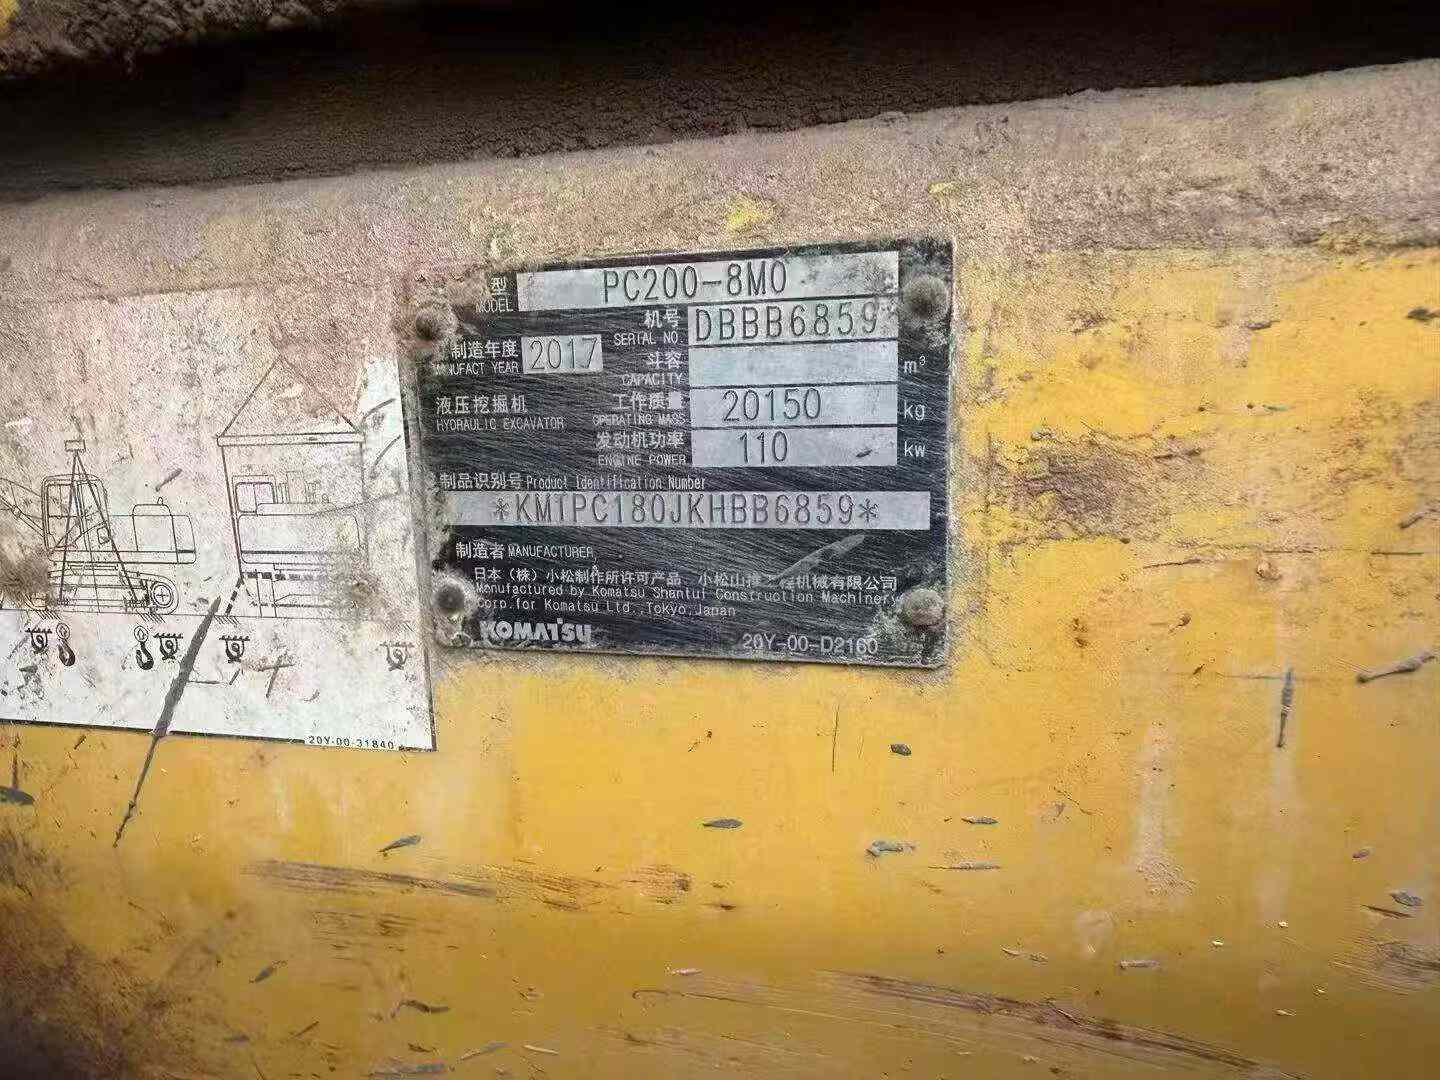 型 PC200-8M0
MODEL
机号 DBBB6859
SERIAL NO.
制造年度 2017
MANUFACT YEAR
斗容 m³
CAPACITY
液压挖掘机
HYDRAULIC EXCAVATOR
工作质量 20150 kg
OPERATING MASS
发动机功率 110 kw
ENGINE POWER
制品识别号 Product Identification Number
*KMTPC180JKHBB6859*
制造者 MANUFACTURER
日本（株）小松制作所许可产品 小松山推 机械有限公司
Manufactured by Komatsu Shantui Construction Machinery
Corp.for Komatsu Ltd.,Tokyo,Japan
KOMATSU
20Y-00-D2160
20Y-00-31840